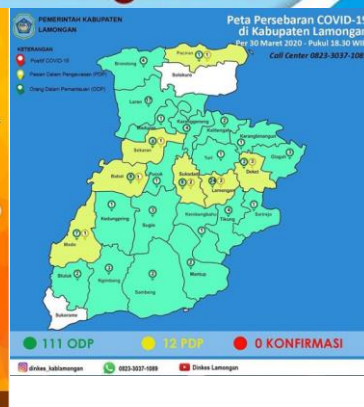 PEMERINTAH KABUPATEN
LAMONGAN
Peta Persebaran COVID-19
di Kabupaten Lamongan
Per 30 Maret 2020 - Pukul 18.30 WIB
Call Center 0823-3037-1089
KETERANGAN
Positif COVID-19
Pasien Dalam Pengawasan (PDP)
Orang Dalam Pemantauan (ODP)
Brondong
Paciran
Solokuro
Laren
Maduran
Karanggeneng
Sekaran
Kalitengah
Karangbinangun
Turi
Glagah
Babat
Pucuk
Sukodadi
Lamongan
Deket
Kedungpring
Sugio
Kembangbahu
Tikung
Sarirejo
Modo
Bluluk
Ngimbang
Sambeng
Mantup
Sukorame
111 ODP
12 PDP
0 KONFIRMASI
dinkes_kablamongan
0823-3037-1089
Dinkes Lamongan